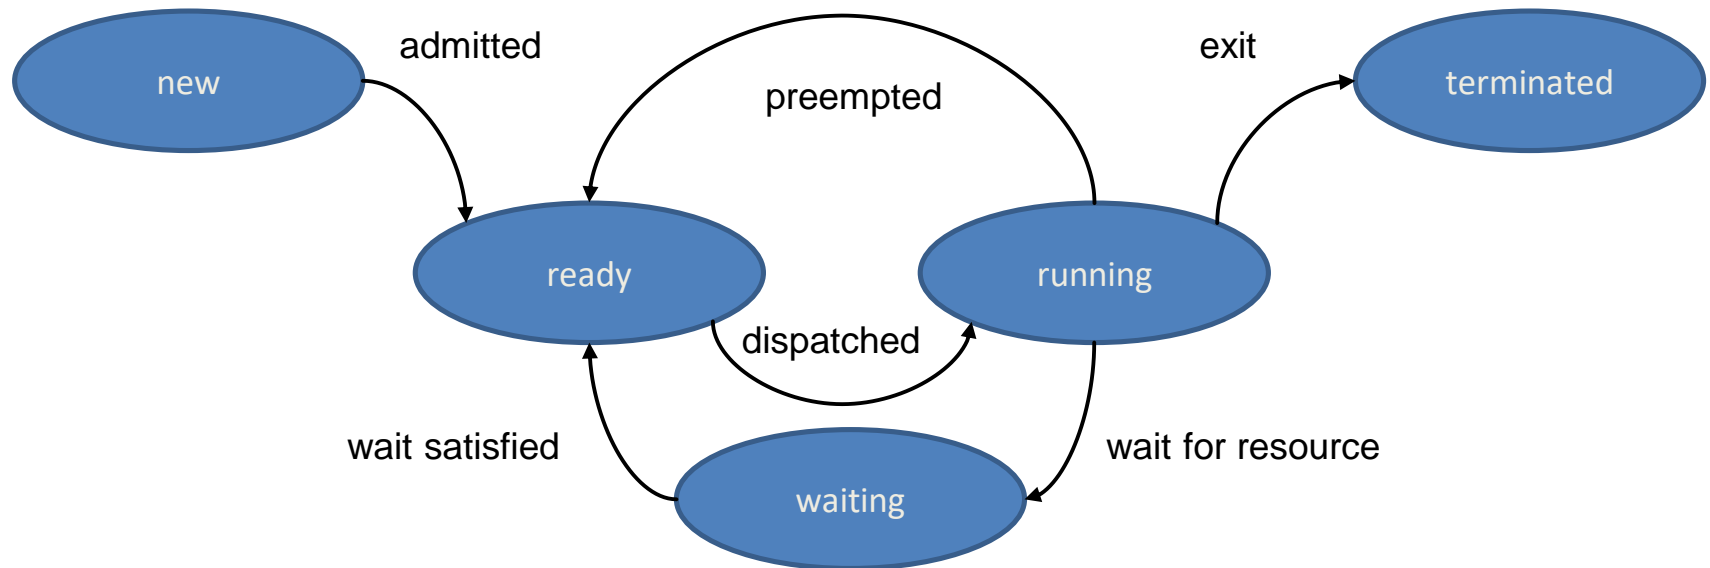 admitted
exit
new
preempted
terminated
ready
running
dispatched
wait satisfied
wait for resource
waiting